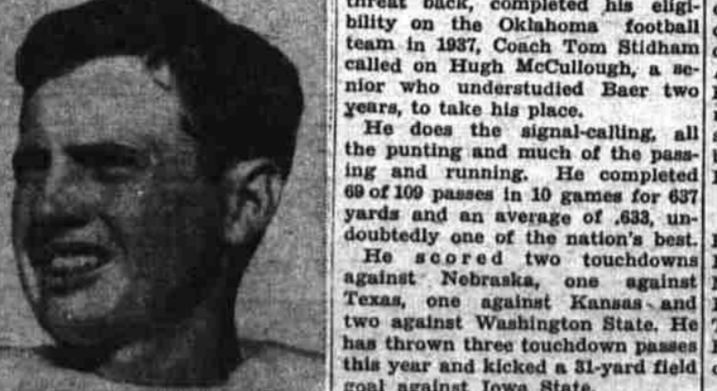 threat back, completed his eligi-
bility on the Oklahoma football
team in 1937, Coach Tom Stidham
called on Hugh McCullough, a se-
nior who understudied Baer two
years, to take his place.
He does the signal-calling, all
the punting and much of the pass-
ing and running. He completed
69 of 109 passes in 10 games for 637
yards and an average of .633, un-
doubtedly one of the nation's best.
He scored two touchdowns
against Nebraska, one against
Texas, one against Kansas and
two against Washington State. He
has thrown three touchdown passes
this year and kicked a 31-yard field
goal against Iowa State.